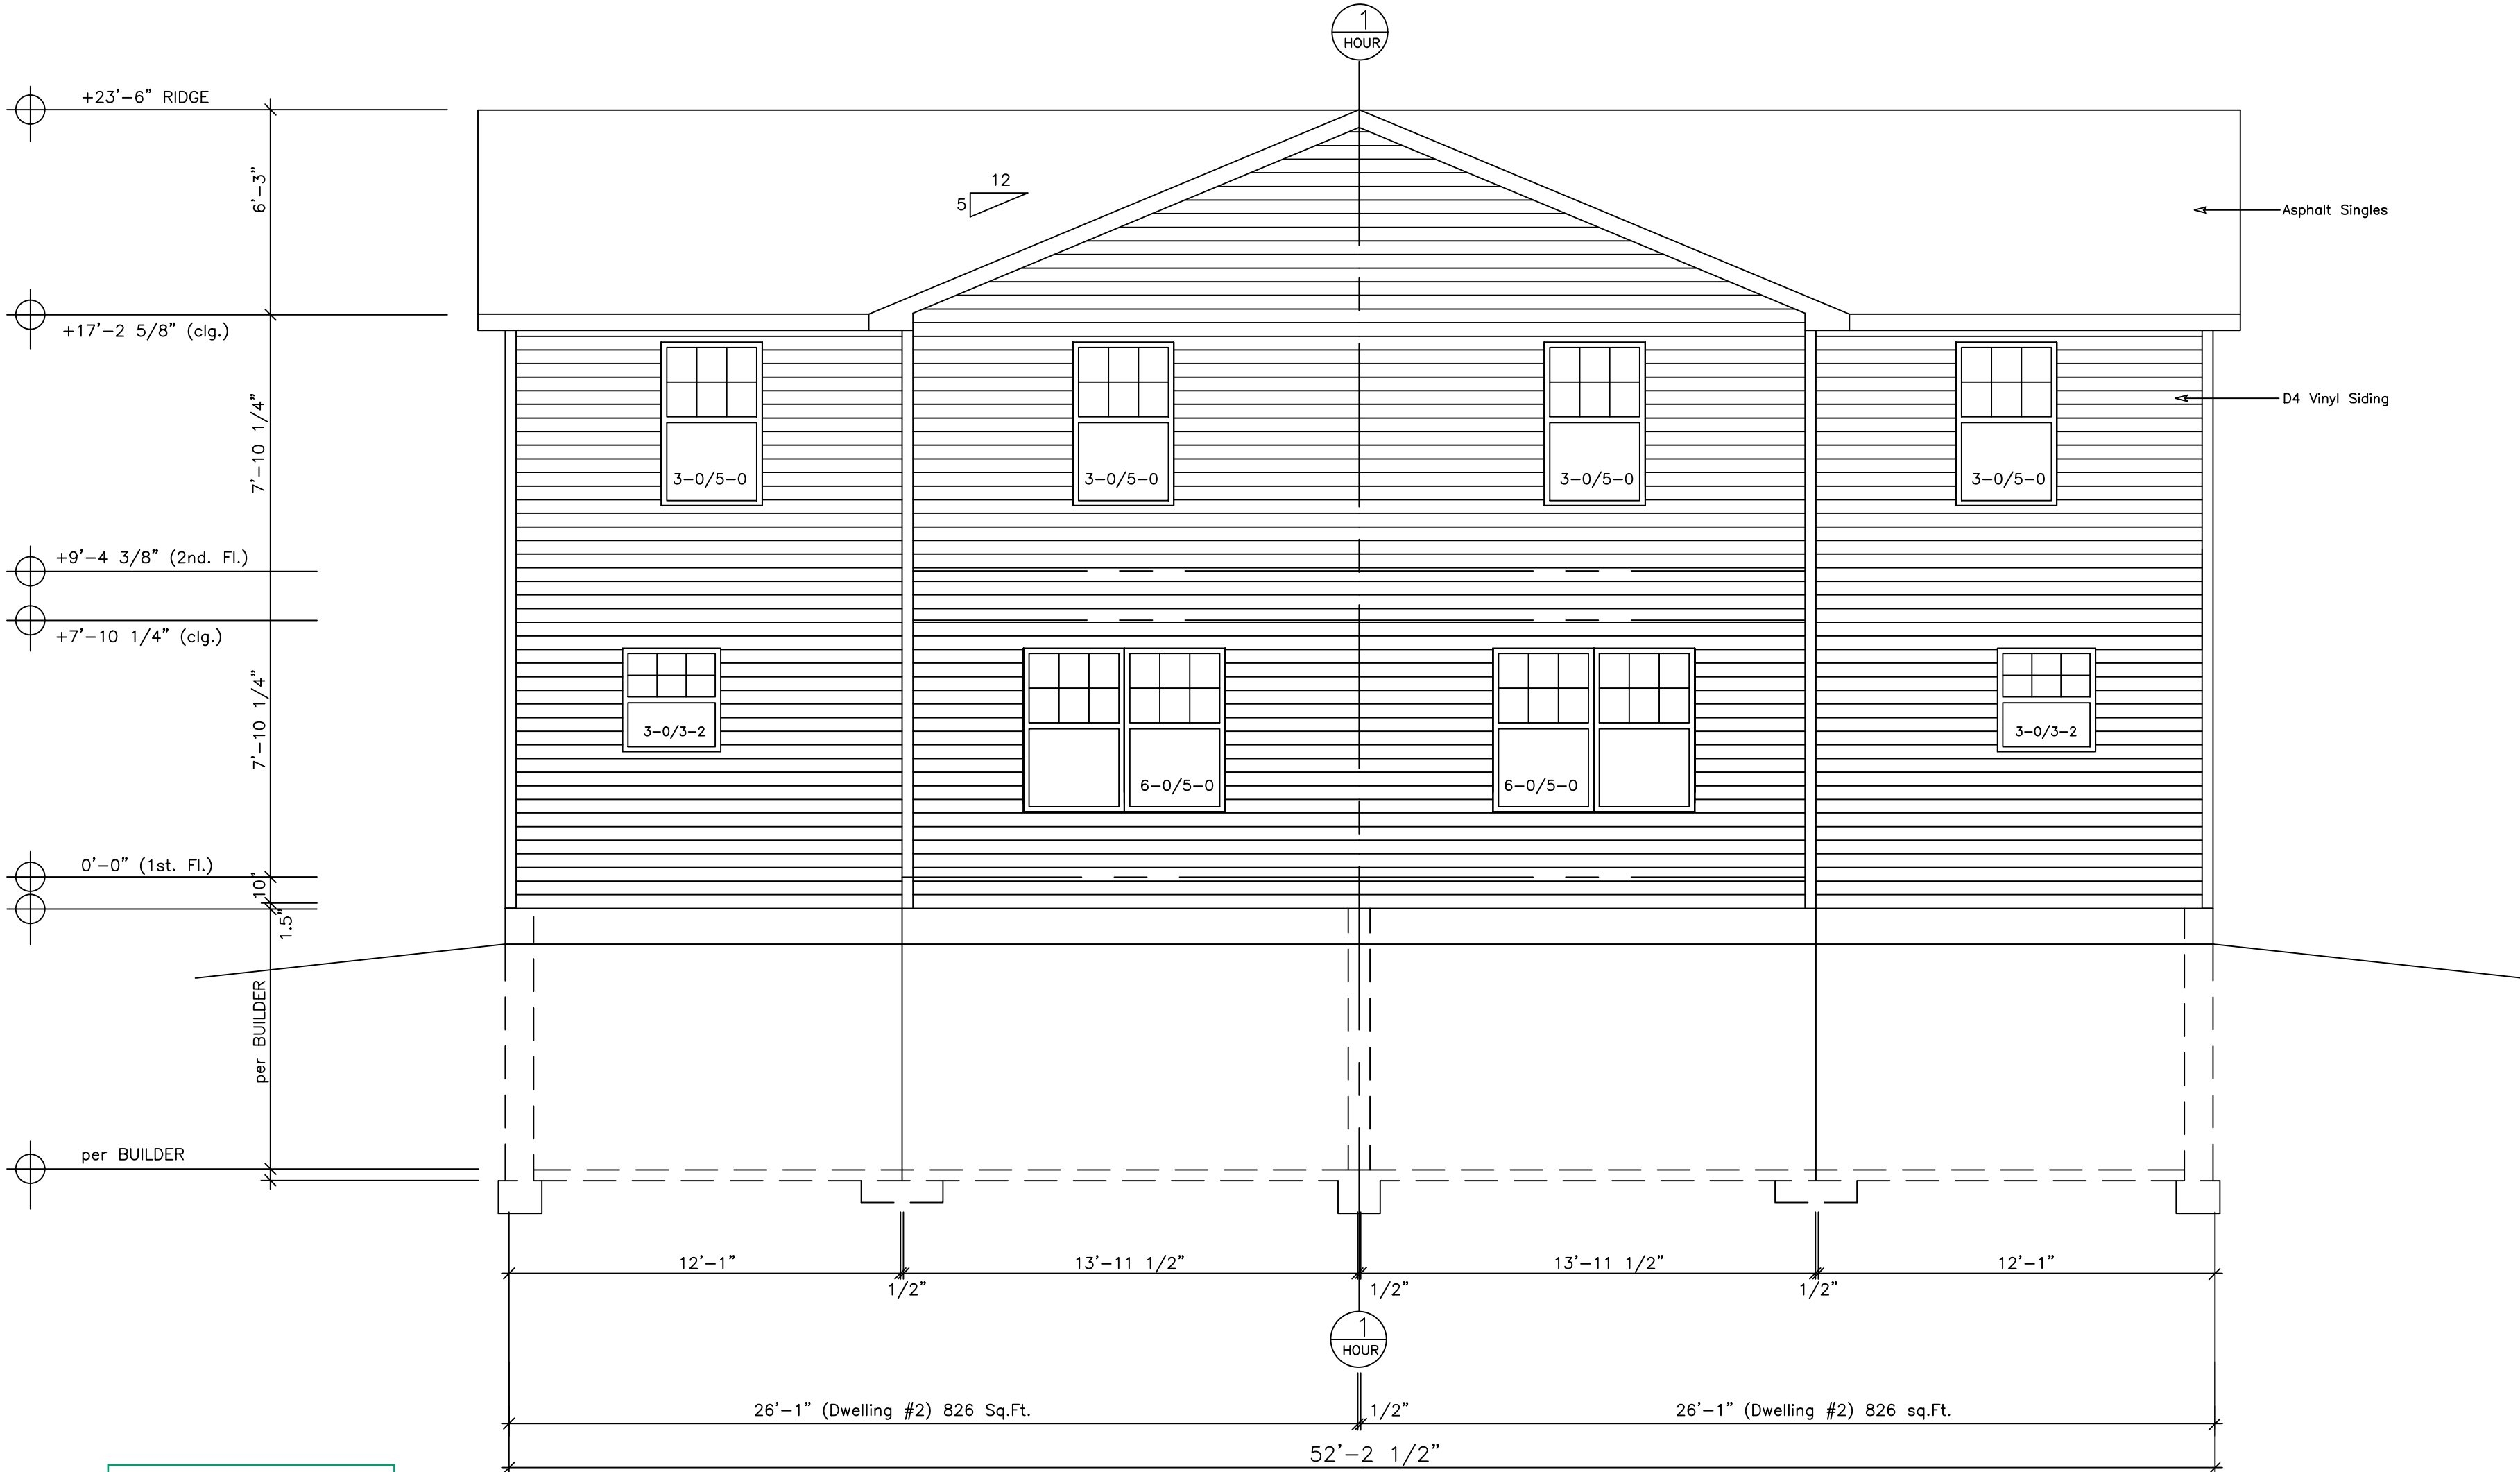 1
HOUR
+23'-6" RIDGE
6'-3"
12
5
Asphalt Singles
+17'-2 5/8" (clg.)
7'-10 1/4"
D4 Vinyl Siding
3-0/5-0
3-0/5-0
3-0/5-0
3-0/5-0
+9'-4 3/8" (2nd. Fl.)
+7'-10 1/4" (clg.)
7'-10 1/4"
3-0/3-2
6-0/5-0
6-0/5-0
3-0/3-2
0'-0" (1st. Fl.)
10"
1.5"
per BUILDER
per BUILDER
12'-1"
13'-11 1/2"
13'-11 1/2"
12'-1"
1/2"
1/2"
1/2"
1
HOUR
26'-1" (Dwelling #2) 826 Sq.Ft.
1/2"
26'-1" (Dwelling #2) 826 sq.Ft.
52'-2 1/2"